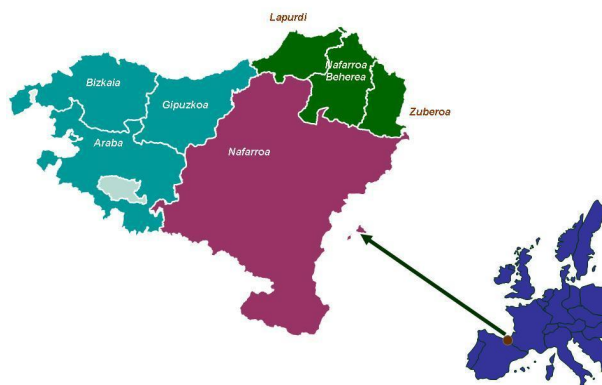 Lapurdi
Nafarroa
Beherea
Bizkaia
Gipuzkoa
Zuberoa
Araba
Nafarroa